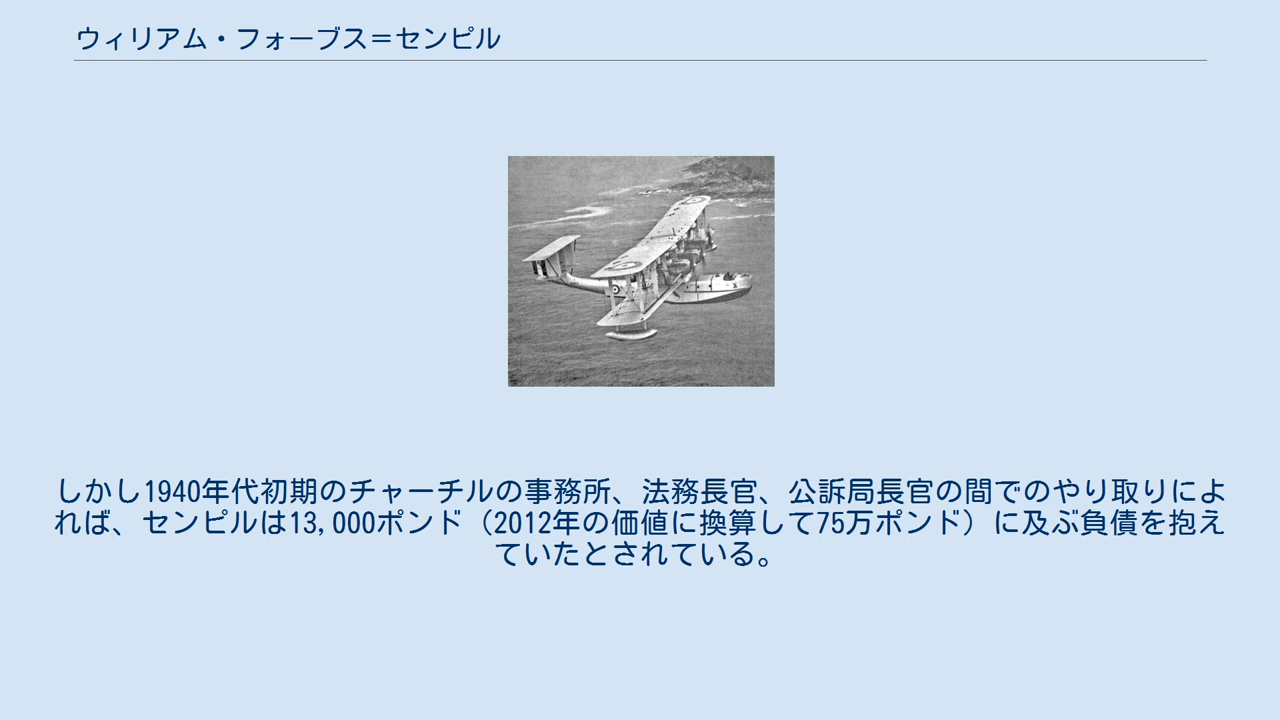 ウィリアム・フォーブス＝センピル
しかし1940年代初期のチャーチルの事務所、法務長官、公訴局長官の間でのやり取りによ
れば、センピルは13,000ポンド（2012年の価値に換算して75万ポンド）に及ぶ負債を抱え
ていたとされている。